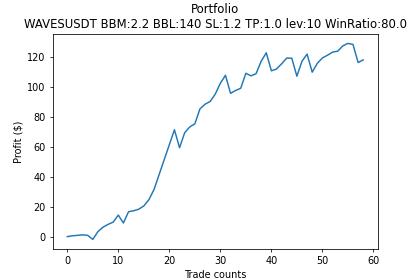 Portfolio
WAVESUSDT BBM:2.2 BBL:140 SL:1.2 TP:1.0 lev:10 WinRatio:80.0
120
100
80
60
40
20
0
Profit ($)
0 10 20 30 40 50 60
Trade counts